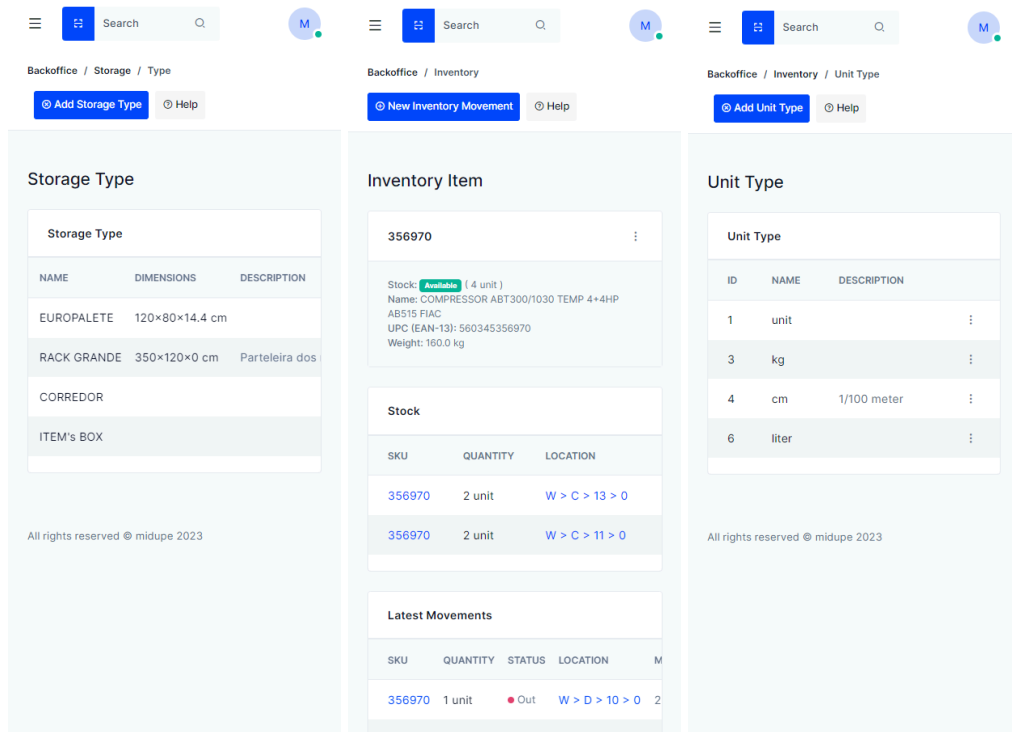 Search
M
Backoffice / Storage / Type
Add Storage Type
Help
Storage Type
Storage Type
NAME DIMENSIONS DESCRIPTION
EUROPALETE 120×80×14.4 cm
RACK GRANDE 350×120×0 cm Parteleira dos
CORREDOR
ITEM's BOX
All rights reserved © midupe 2023
Search
M
Backoffice / Inventory
New Inventory Movement
Help
Inventory Item
356970
Stock: Available ( 4 unit )
Name: COMPRESSOR ABT300/1030 TEMP 4+4HP
AB515 FIAC
UPC (EAN-13): 560345356970
Weight: 160.0 kg
Stock
SKU QUANTITY LOCATION
356970 2 unit W > C > 13 > 0
356970 2 unit W > C > 11 > 0
Latest Movements
SKU QUANTITY STATUS LOCATION M
356970 1 unit Out W > D > 10 > 0 2
Search
M
Backoffice / Inventory / Unit Type
Add Unit Type
Help
Unit Type
Unit Type
ID NAME DESCRIPTION
1 unit
3 kg
4 cm 1/100 meter
6 liter
All rights reserved © midupe 2023